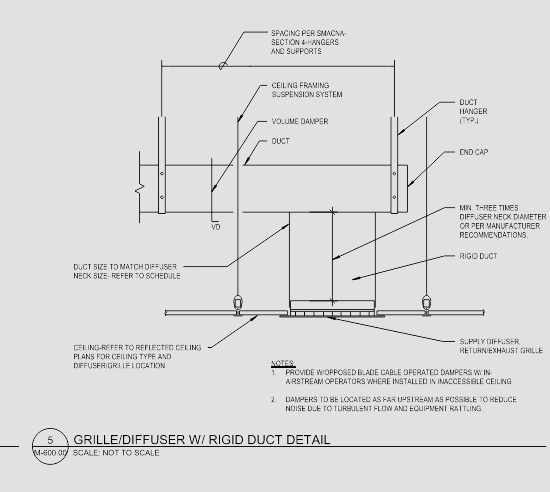 SPACING PER SMACNA-
SECTION 4-HANGERS
AND SUPPORTS
CEILING FRAMING
SUSPENSION SYSTEM
VOLUME DAMPER
DUCT
DUCT
HANGER
(TYP.)
END CAP
MIN. THREE TIMES
DIFFUSER NECK DIAMETER
OR PER MANUFACTURER
RECOMMENDATIONS.
RIGID DUCT
VD
DUCT SIZE TO MATCH DIFFUSER
NECK SIZE- REFER TO SCHEDULE
CEILING-REFER TO REFLECTED CEILING
PLANS FOR CEILING TYPE AND
DIFFUSER/GRILLE LOCATION
SUPPLY DIFFUSER,
RETURN/EXHAUST GRILLE
NOTES:
1. PROVIDE W/OPPOSED BLADE CABLE OPERATED DAMPERS W/ IN-
AIRSTREAM OPERATORS WHERE INSTALLED IN INACCESSIBLE CEILING.
2. DAMPERS TO BE LOCATED AS FAR UPSTREAM AS POSSIBLE TO REDUCE
NOISE DUE TO TURBULENT FLOW AND EQUIPMENT RATTLING.
5 GRILLE/DIFFUSER W/ RIGID DUCT DETAIL
M-600.00 SCALE: NOT TO SCALE